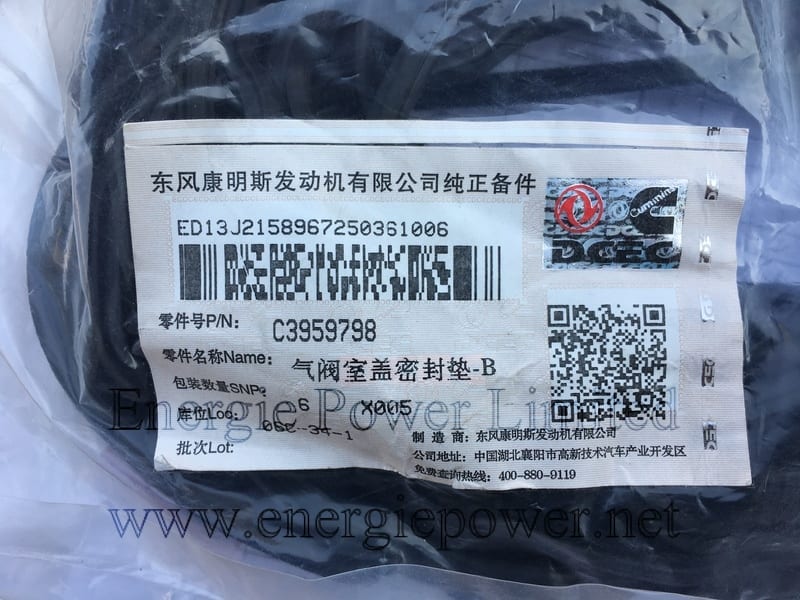 东风康明斯发动机有限公司纯正备件
ED13J2158967250361006
Cummins
DCEC
零件号P/N: C3959798
零件名称Name: 气阀室盖密封垫-B
包装数量SNP: 6 X005
库位Loc: 06C-34-1
批次Lot:
制 造 商: 东风康明斯发动机有限公司
公司地址: 中国湖北襄阳市高新技术汽车产业开发区
免费查询热线: 400-880-9119
Energie Power Limited
www.energiepower.net